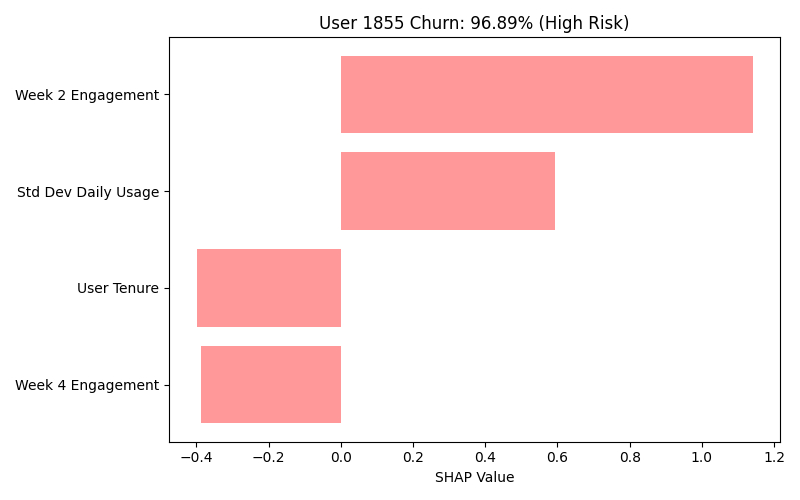 User 1855 Churn: 96.89% (High Risk)
Week 2 Engagement
Std Dev Daily Usage
User Tenure
Week 4 Engagement
−0.4 −0.2 0.0 0.2 0.4 0.6 0.8 1.0 1.2
SHAP Value